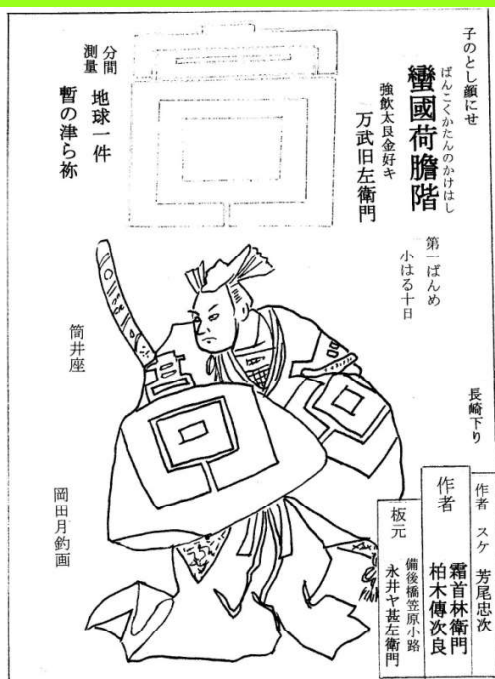 子のとし顔にせ
ばんこくかたんのかけはし
蠻國荷膽階
強飲太良金好キ
万武旧左衛門
第一ばんめ
小はる十日
分間
測量
地球一件
暫の津ら袮
筒井座
岡田月釣画
長崎下り
作者 スケ 芳尾忠次
作者
霜首林衛門
柏木傳次良
板元
備後橋笠原小路
永井ヤ甚左衛門